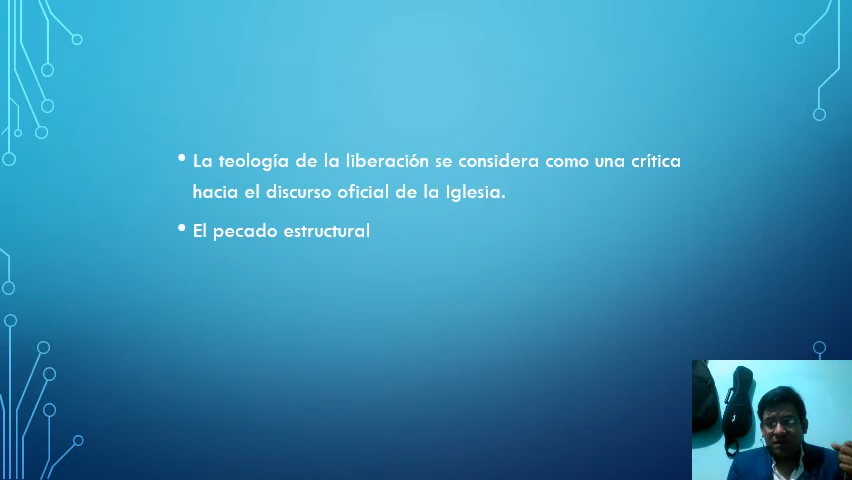 • La teología de la liberación se considera como una crítica
hacia el discurso oficial de la Iglesia.
• El pecado estructural